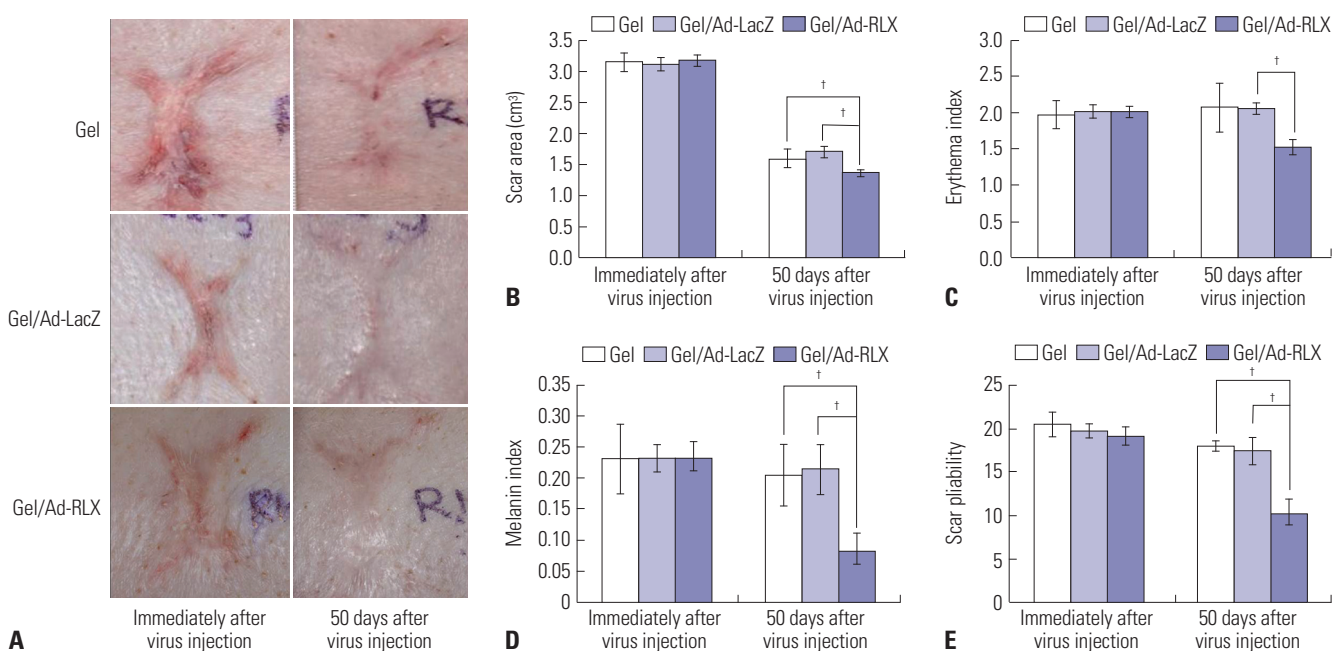 Gel
Gel/Ad-LacZ
Gel/Ad-RLX
R
R
Immediately after
virus injection
50 days after
virus injection
A
Gel Gel/Ad-LacZ Gel/Ad-RLX
Scar area (cm³)
3.5
3.0
2.5
2.0
1.5
1.0
0.5
0.0
†
†
Immediately after
virus injection
50 days after
virus injection
B
Gel Gel/Ad-LacZ Gel/Ad-RLX
Erythema index
3.0
2.5
2.0
1.5
1.0
0.5
0.0
†
Immediately after
virus injection
50 days after
virus injection
C
Gel Gel/Ad-LacZ Gel/Ad-RLX
Melanin index
0.35
0.30
0.25
0.20
0.15
0.10
0.05
0
†
†
Immediately after
virus injection
50 days after
virus injection
D
Gel Gel/Ad-LacZ Gel/Ad-RLX
Scar pliability
25
20
15
10
5
0
†
†
Immediately after
virus injection
50 days after
virus injection
E